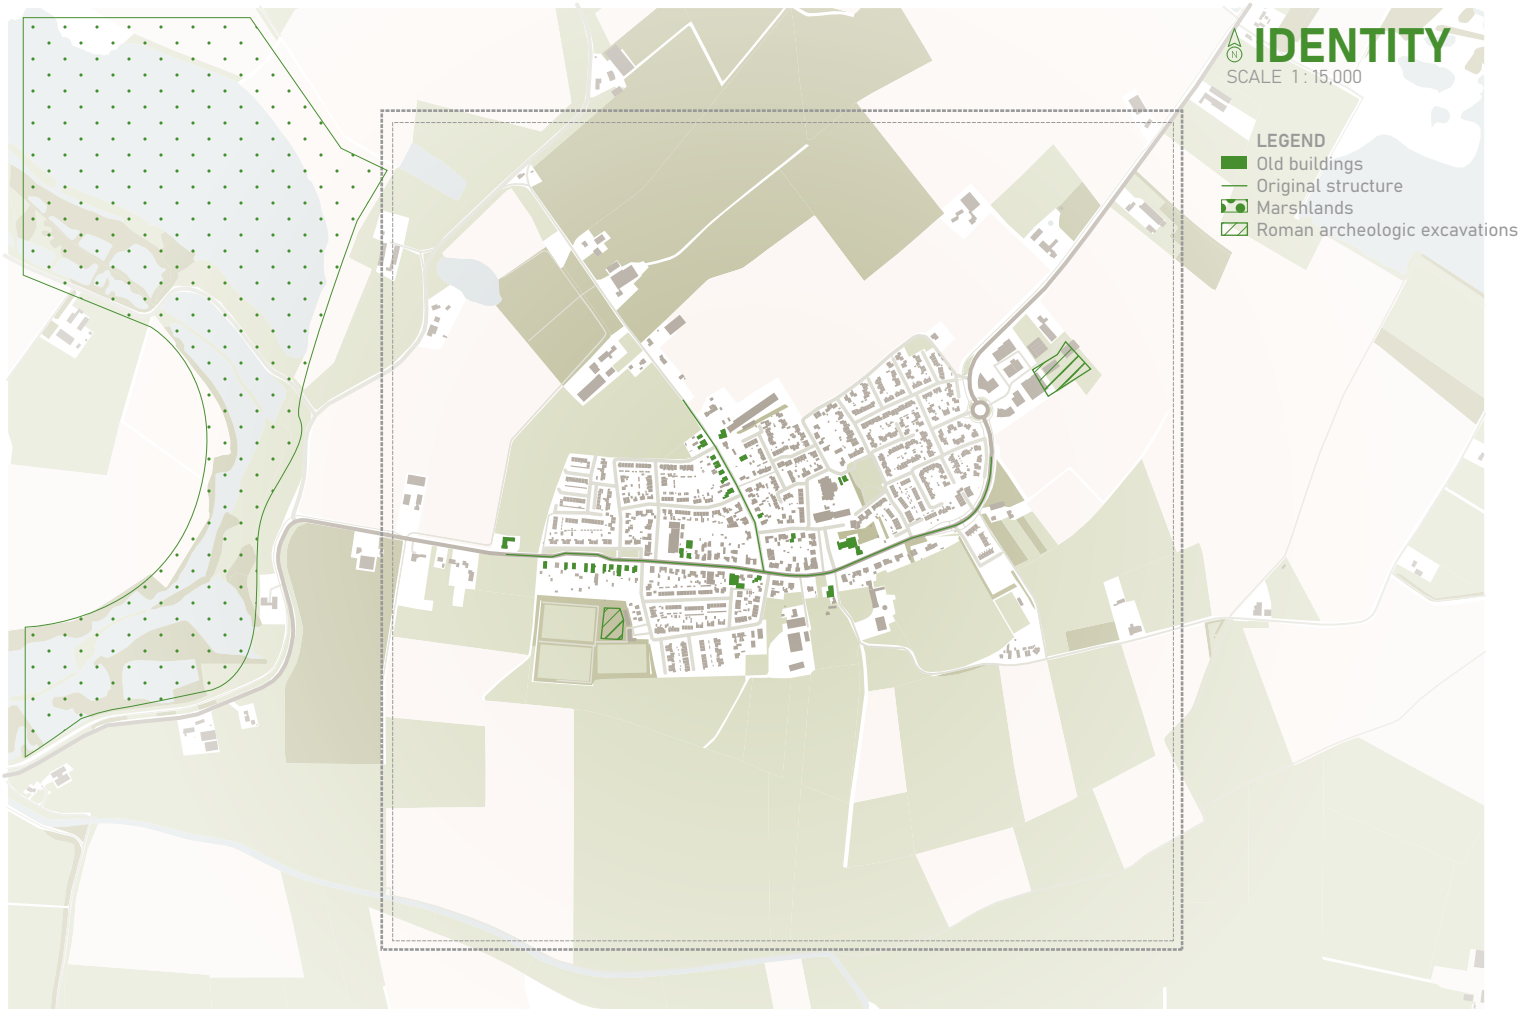 N
IDENTITY
SCALE 1 : 15,000
LEGEND
Old buildings
Original structure
Marshlands
Roman archeologic excavations